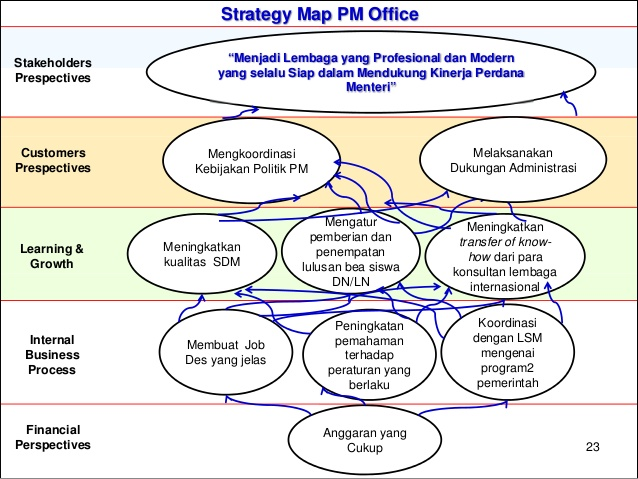 Strategy Map PM Office
Stakeholders
Prespectives
“Menjadi Lembaga yang Profesional dan Modern
yang selalu Siap dalam Mendukung Kinerja Perdana
Menteri”
Customers
Prespectives
Mengkoordinasi
Kebijakan Politik PM
Melaksanakan
Dukungan Administrasi
Learning &
Growth
Meningkatkan
kualitas SDM
Mengatur
pemberian dan
penempatan
lulusan bea siswa
DN/LN
Meningkatkan
transfer of know-
how dari para
konsultan lembaga
internasional
Internal
Business
Process
Membuat Job
Des yang jelas
Peningkatan
pemahaman
terhadap
peraturan yang
berlaku
Koordinasi
dengan LSM
mengenai
program2
pemerintah
Financial
Perspectives
Anggaran yang
Cukup
23